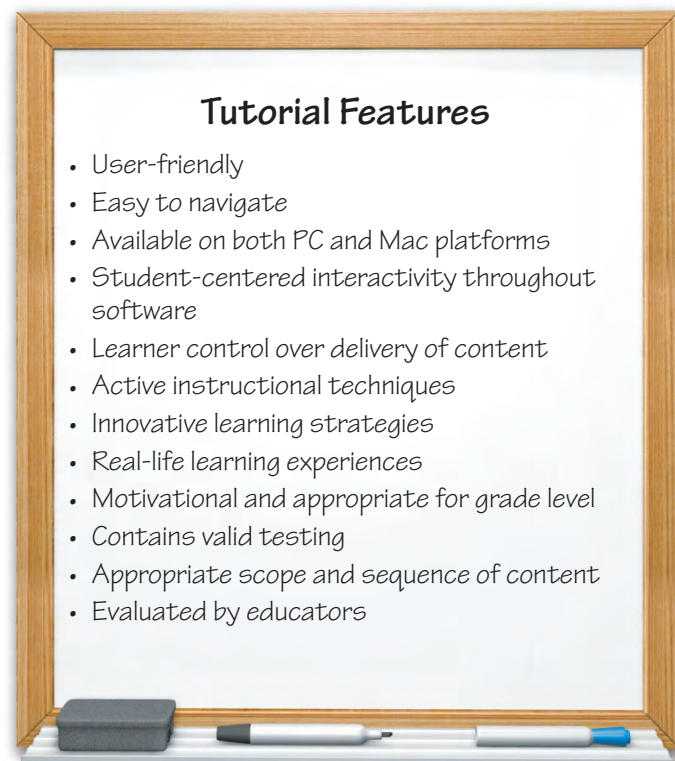 Tutorial Features
• User-friendly
• Easy to navigate
• Available on both PC and Mac platforms
• Student-centered interactivity throughout
software
• Learner control over delivery of content
• Active instructional techniques
• Innovative learning strategies
• Real-life learning experiences
• Motivational and appropriate for grade level
• Contains valid testing
• Appropriate scope and sequence of content
• Evaluated by educators